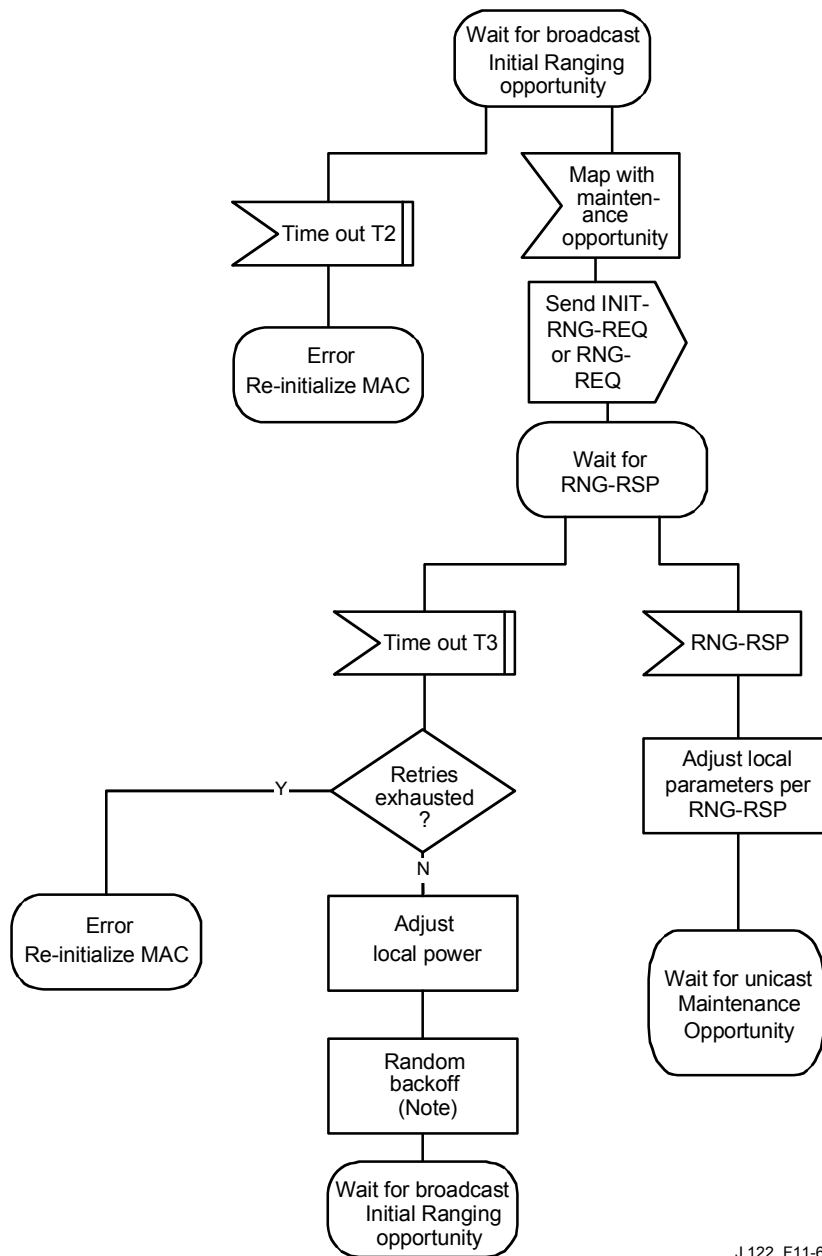 Wait for broadcast
Initial Ranging
opportunity
Time out T2
Map with
mainten-
ance
opportunity
Error
Re-initialize MAC
Send INIT-
RNG-REQ
or RNG-
REQ
Wait for
RNG-RSP
Time out T3
RNG-RSP
Retries
exhausted
?
Y
N
Adjust local
parameters per
RNG-RSP
Error
Re-initialize MAC
Adjust
local power
Wait for unicast
Maintenance
Opportunity
Random
backoff
(Note)
Wait for broadcast
Initial Ranging
opportunity
J.122_F11-6